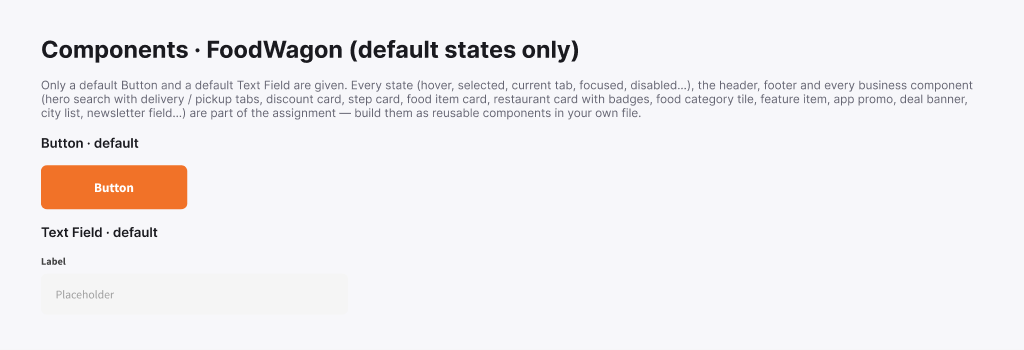 Components · FoodWagon (default states only)
Only a default Button and a default Text Field are given. Every state (hover, selected, current tab, focused, disabled…), the header, footer and every business component
(hero search with delivery / pickup tabs, discount card, step card, food item card, restaurant card with badges, food category tile, feature item, app promo, deal banner,
city list, newsletter field…) are part of the assignment — build them as reusable components in your own file.
Button · default
Button
Text Field · default
Label
Placeholder